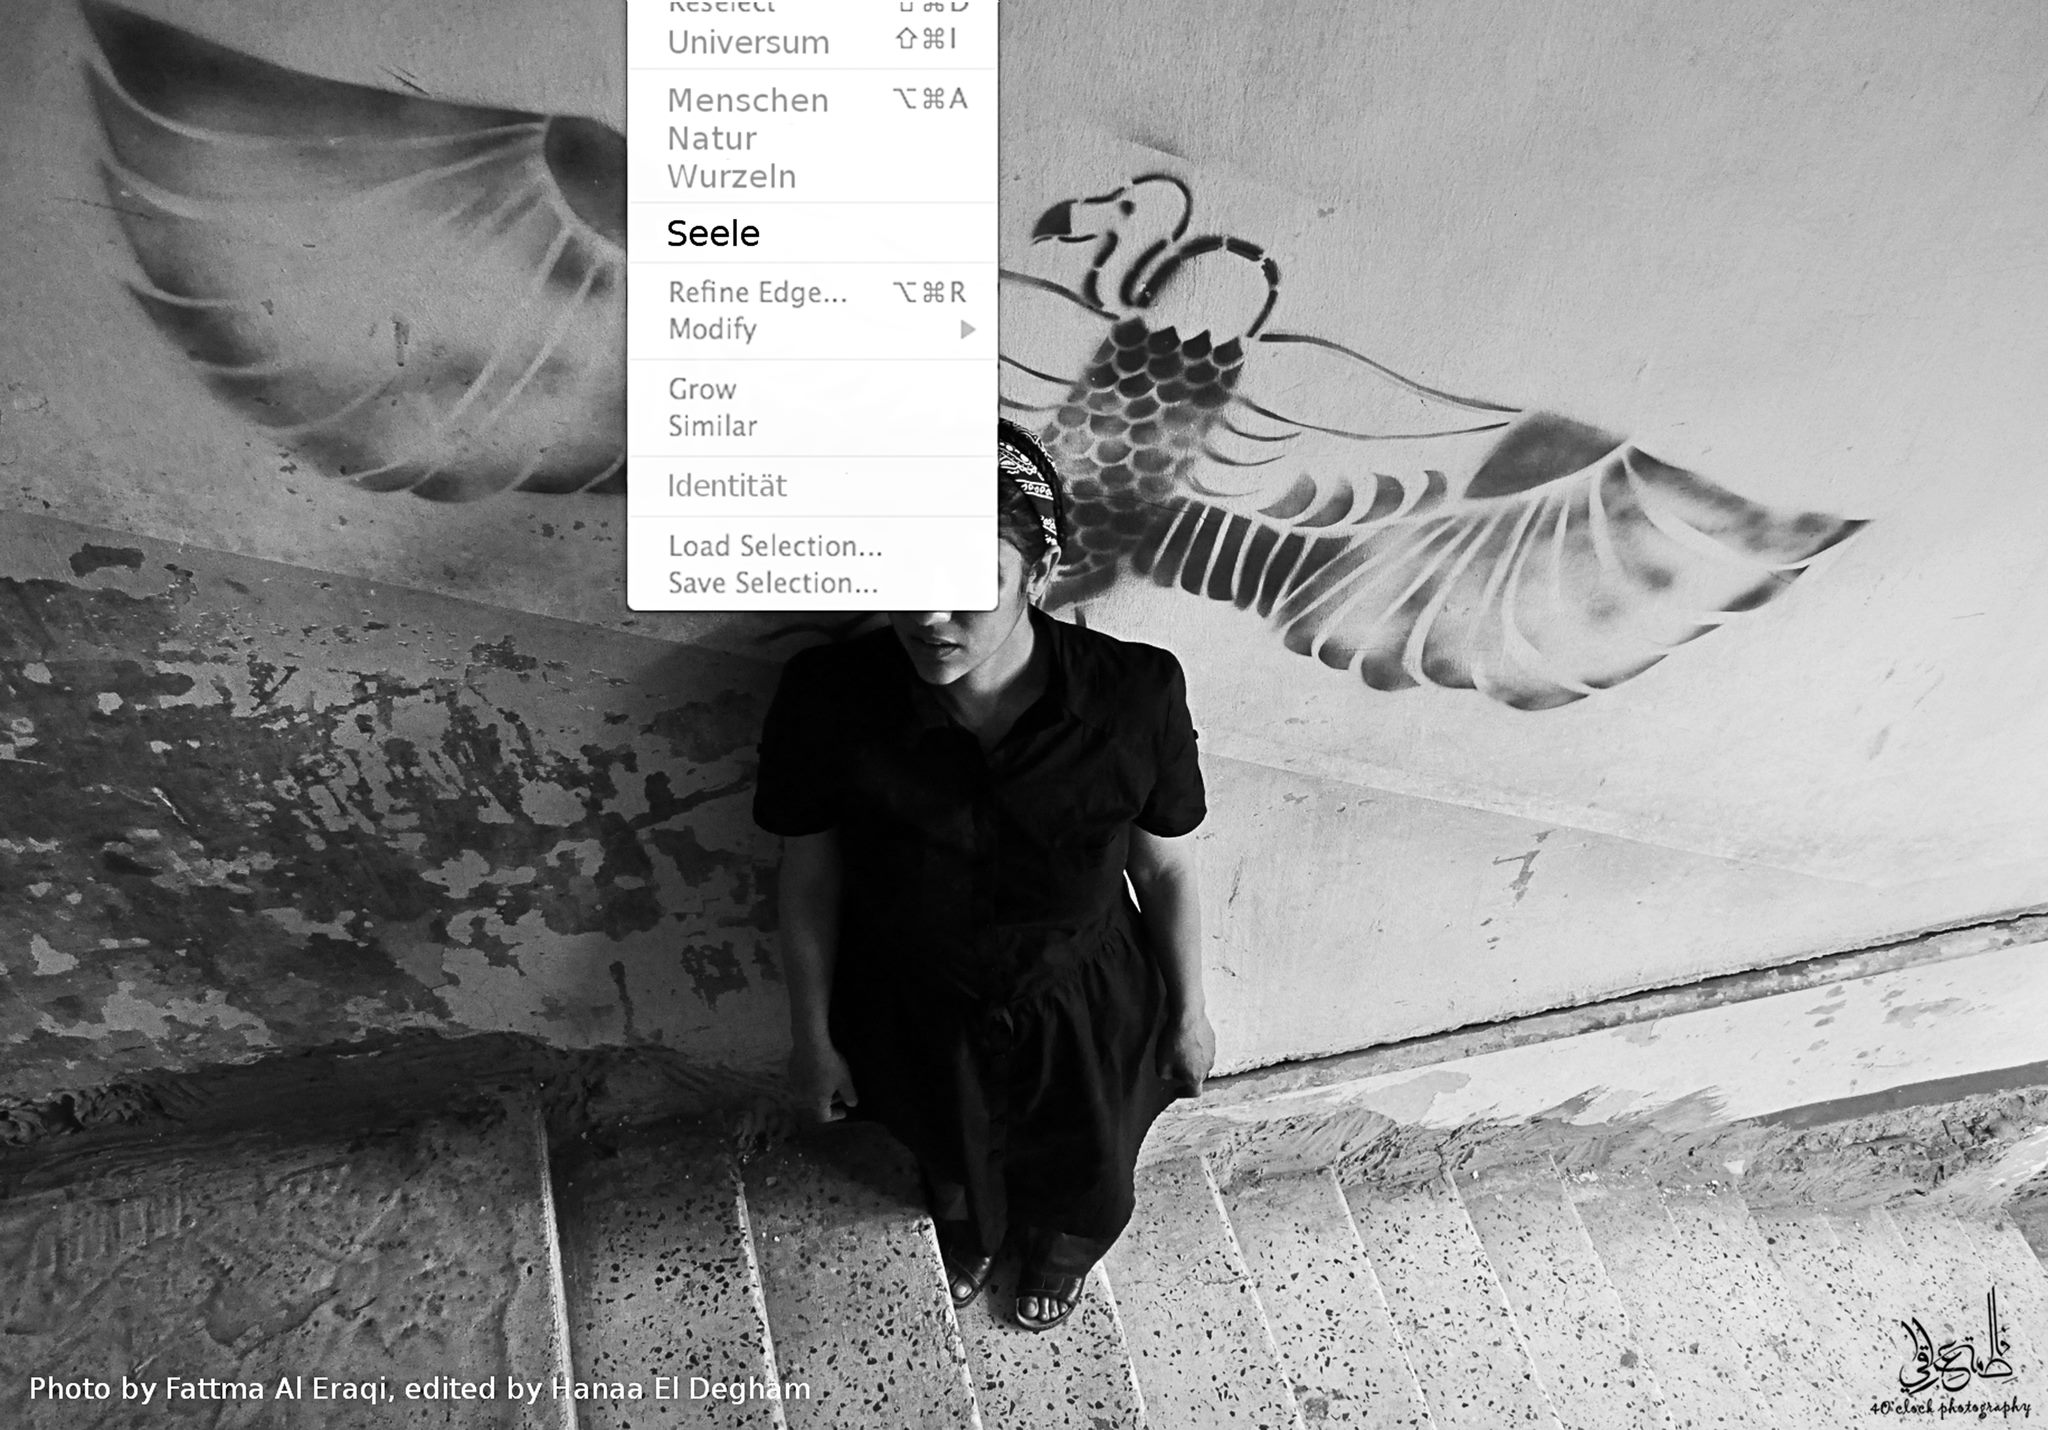 Reselect ⇧⌘D
Universum ⇧⌘I
Menschen ⌥⌘A
Natur
Wurzeln
Seele
Refine Edge... ⌥⌘R
Modify ▶
Grow
Similar
Identität
Load Selection...
Save Selection...
Photo by Fattma Al Eraqi, edited by Hanaa El Degham
4O'clock photography